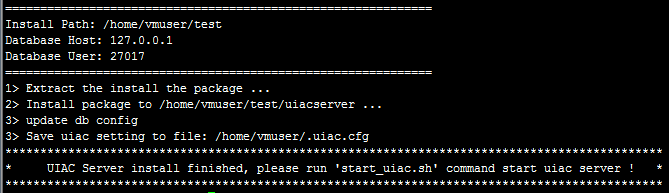 =============================================================
Install Path: /home/vmuser/test
Database Host: 127.0.0.1
Database User: 27017
=============================================================
1> Extract the install the package ...
2> Install package to /home/vmuser/test/uiacserver ...
3> update db config
3> Save uiac setting to file: /home/vmuser/.uiac.cfg
**********************************************************************************************
*     UIAC Server install finished, please run 'start_uiac.sh' command start uiac server !   *
**********************************************************************************************